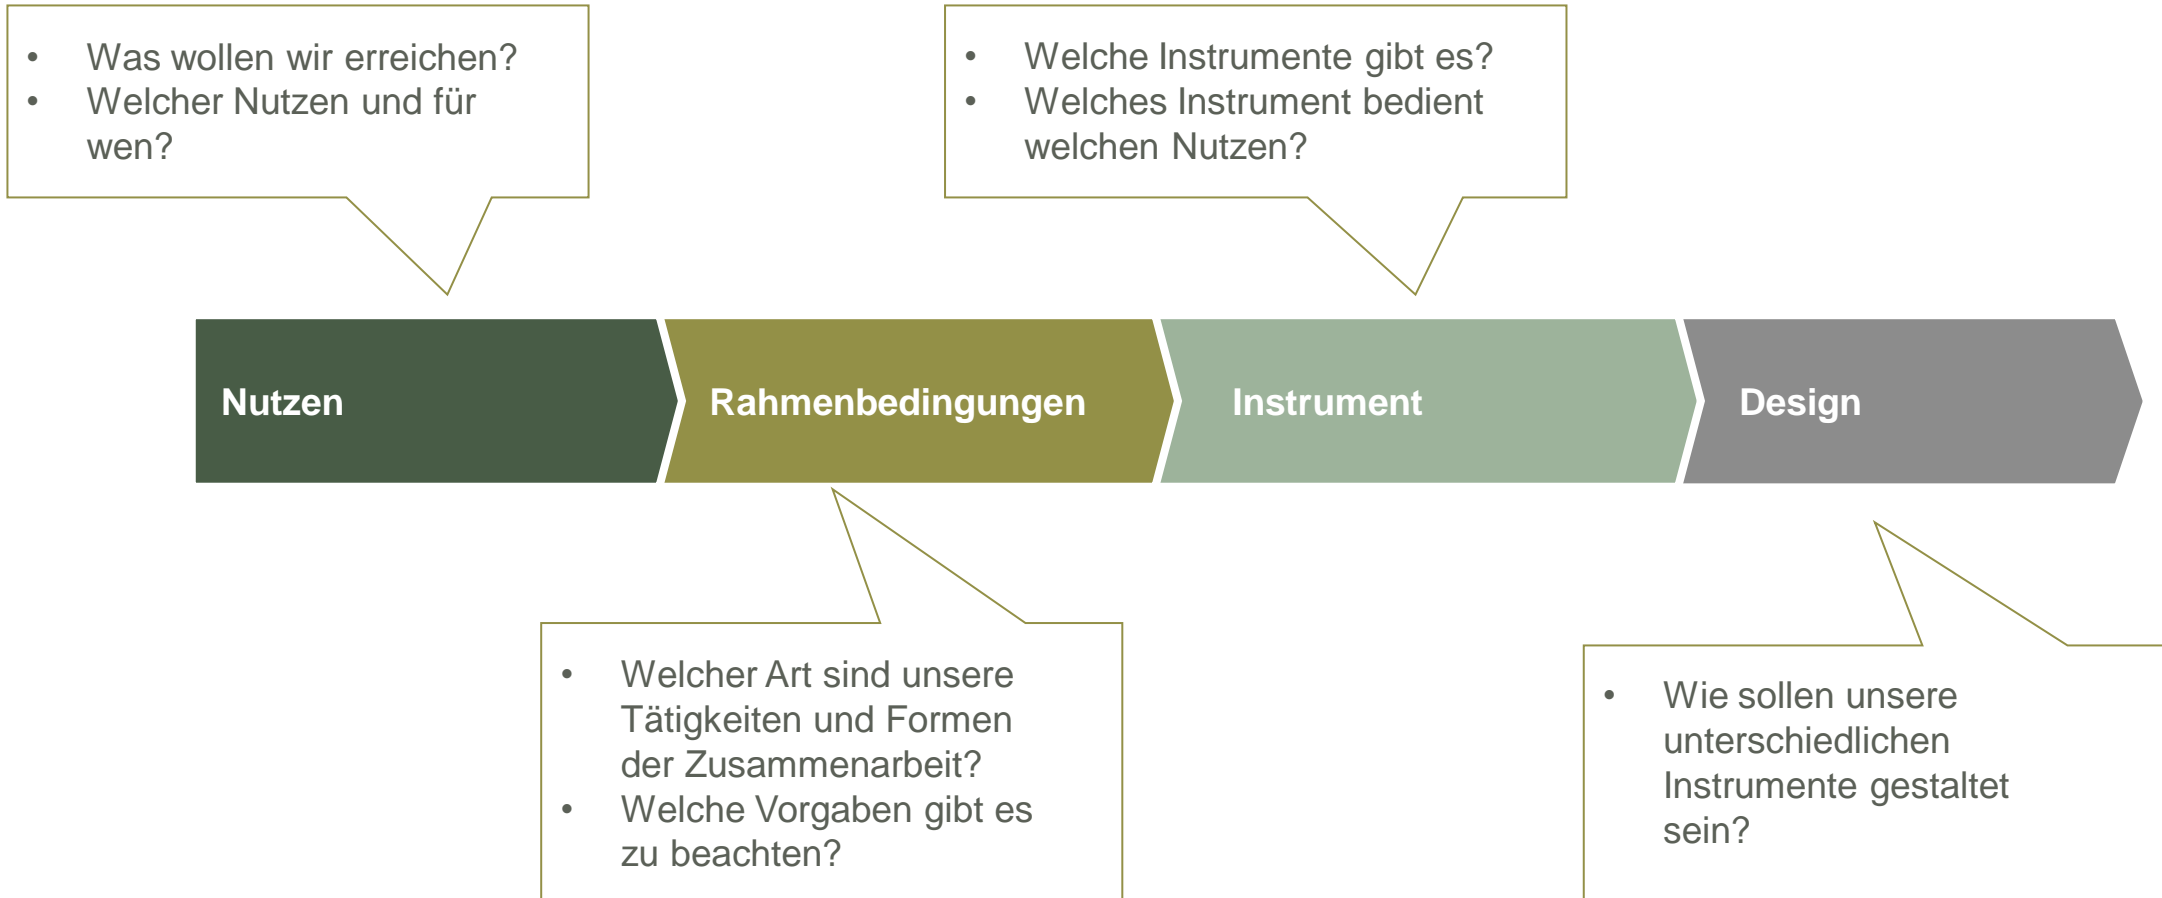 • Was wollen wir erreichen?
• Welcher Nutzen und für
wen?
• Welche Instrumente gibt es?
• Welches Instrument bedient
welchen Nutzen?
Nutzen
Rahmenbedingungen
Instrument
Design
• Welcher Art sind unsere
Tätigkeiten und Formen
der Zusammenarbeit?
• Welche Vorgaben gibt es
zu beachten?
• Wie sollen unsere
unterschiedlichen
Instrumente gestaltet
sein?